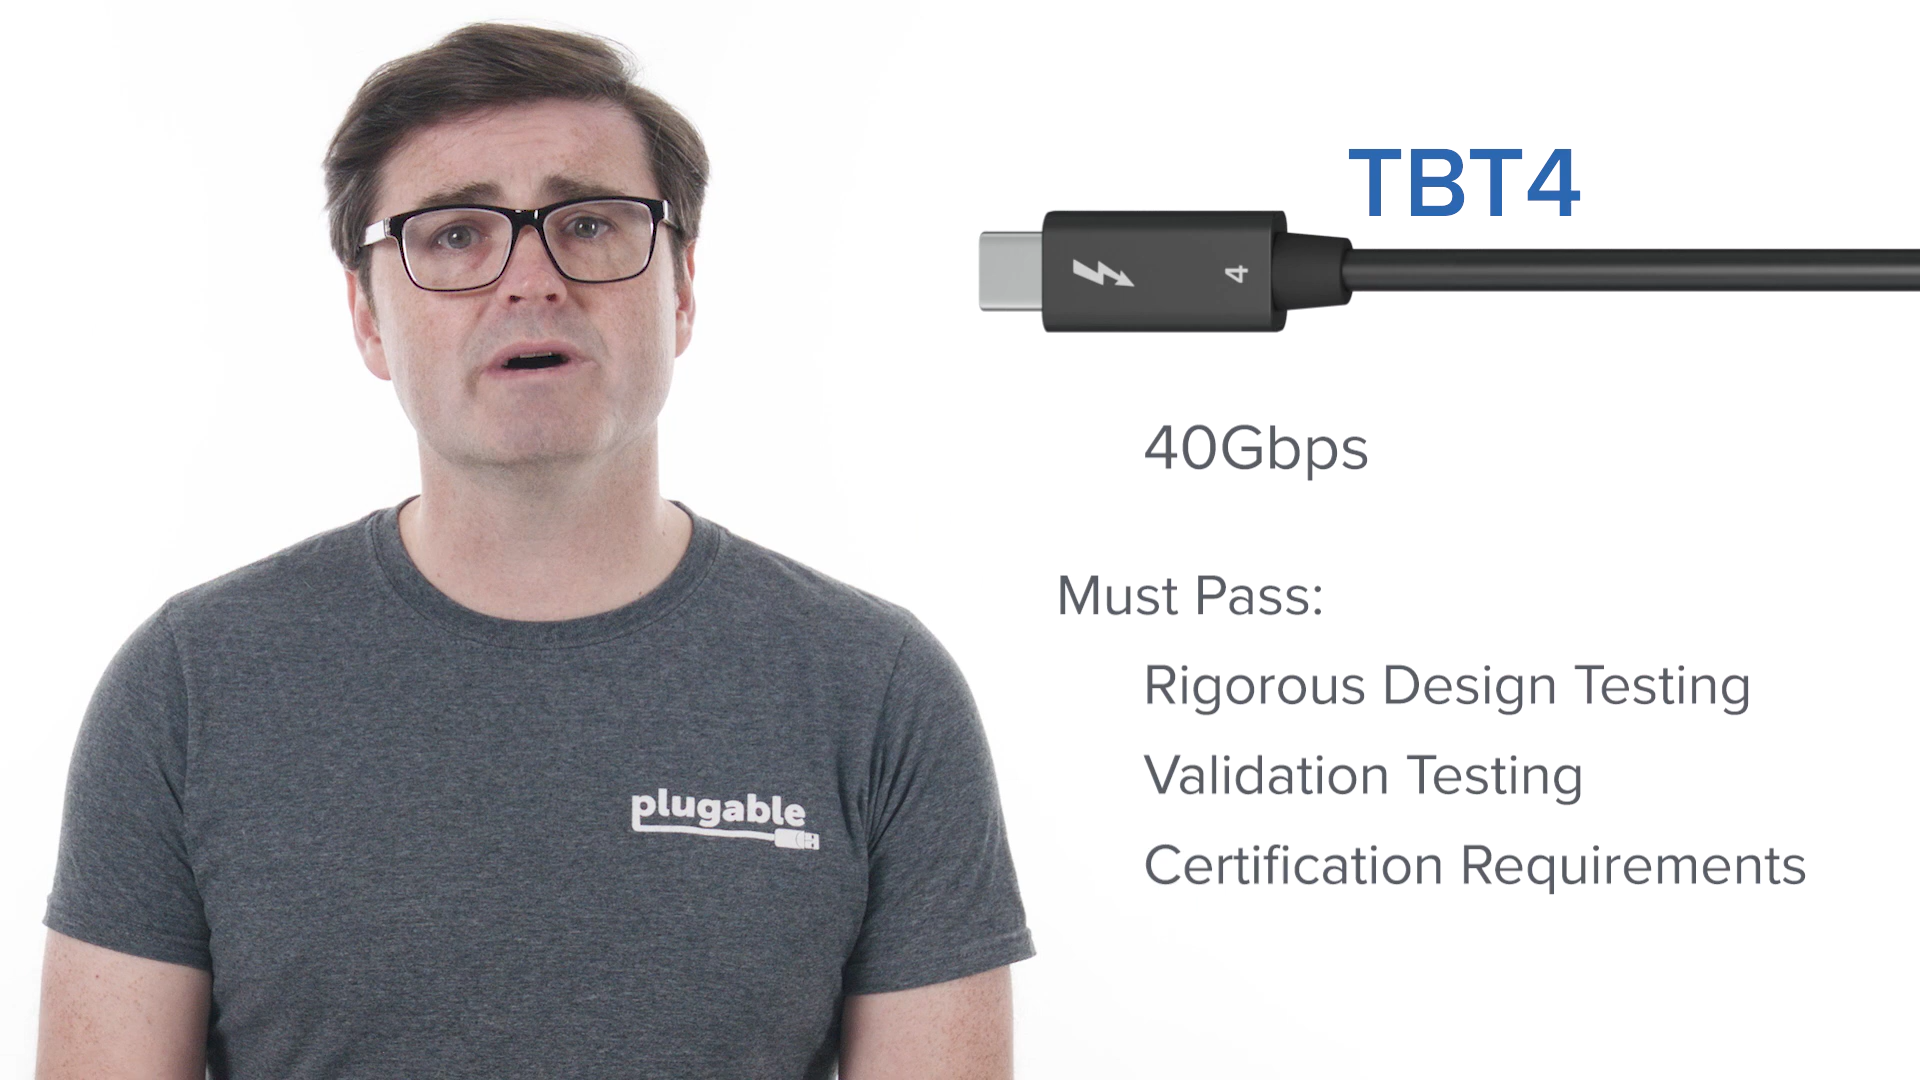 TBT4
4
40Gbps
Must Pass:
Rigorous Design Testing
Validation Testing
Certification Requirements
plugable